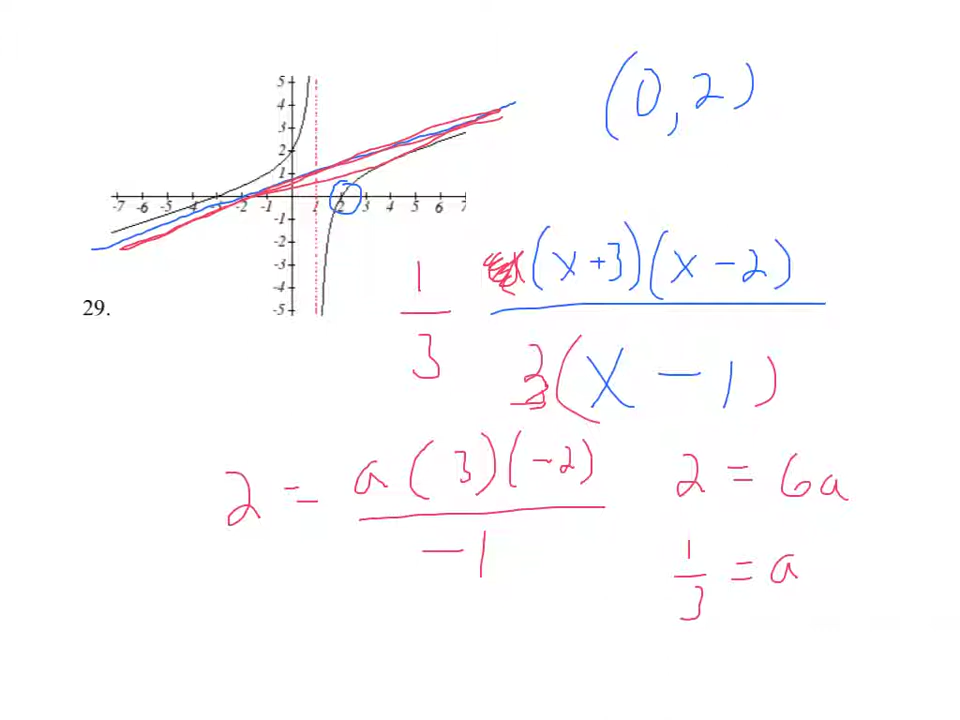 (0, 2)
5
4
3
2
1
-7 -6 -5 -4 -3 -2 -1 1 2 3 4 5 6 7
-1
-2
-3
-4
-5
29.
1/3 (x + 3)(x - 2)
3(x - 1)
2 = a(3)(-2) / -1
2 = 6a
1/3 = a